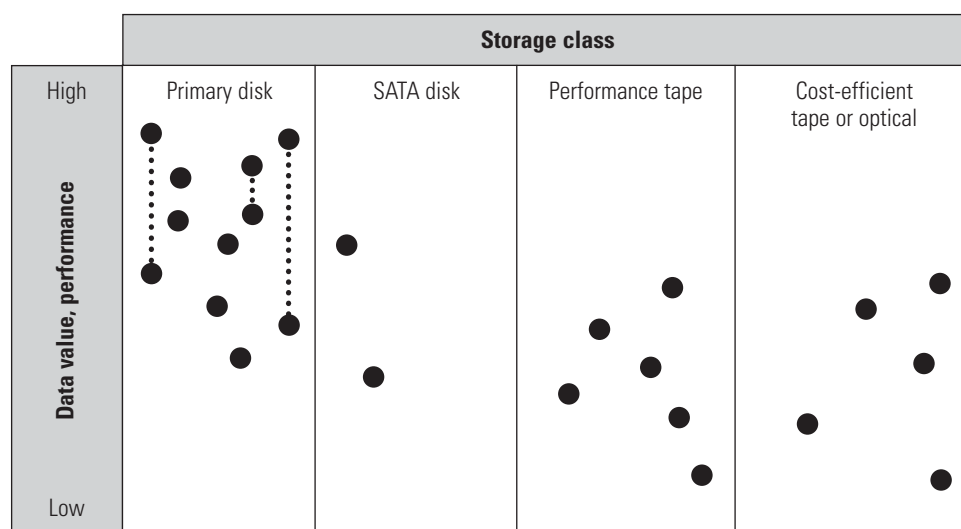 Storage class
High
Primary disk
SATA disk
Performance tape
Cost-efficient
tape or optical
Data value, performance
Low